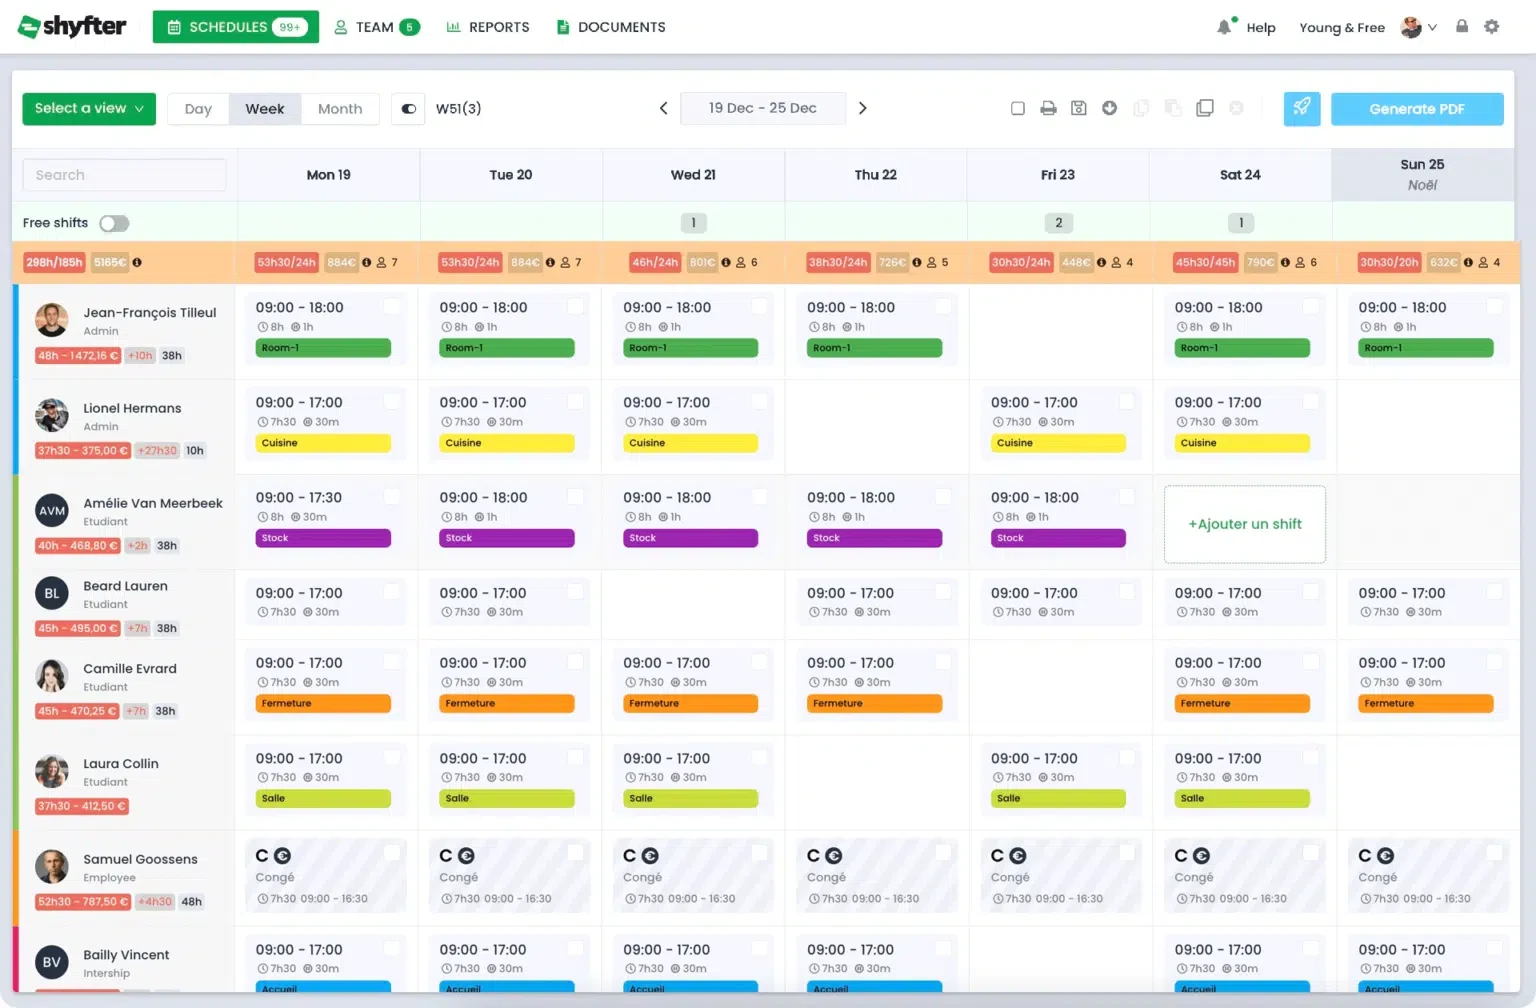 shyfter SCHEDULES 99+ TEAM 5 REPORTS DOCUMENTS Help Young & Free
Select a view Day Week Month W51(3) 19 Dec - 25 Dec Generate PDF
Search Mon 19 Tue 20 Wed 21 Thu 22 Fri 23 Sat 24 Sun 25
Noël
Free shifts 1 2 1
298h/185h 5165€ 53h30/24h 884€ 7 53h30/24h 884€ 7 46h/24h 801€ 6 38h30/24h 726€ 5 30h30/24h 448€ 4 45h30/45h 790€ 6 30h30/20h 632€ 4
Jean-François Tilleul 09:00 - 18:00 09:00 - 18:00 09:00 - 18:00 09:00 - 18:00 09:00 - 18:00 09:00 - 18:00
Admin 8h 1h 8h 1h 8h 1h 8h 1h 8h 1h 8h 1h
48h - 1 472,16 € +10h 38h Room-1 Room-1 Room-1 Room-1 Room-1 Room-1
Lionel Hermans 09:00 - 17:00 09:00 - 17:00 09:00 - 17:00 09:00 - 17:00 09:00 - 17:00
Admin 7h30 30m 7h30 30m 7h30 30m 7h30 30m 7h30 30m
37h30 - 375,00 € +27h30 10h Cuisine Cuisine Cuisine Cuisine Cuisine
AVM Amélie Van Meerbeek 09:00 - 17:30 09:00 - 18:00 09:00 - 18:00 09:00 - 18:00 09:00 - 18:00
Etudiant 8h 30m 8h 1h 8h 1h 8h 1h 8h 1h +Ajouter un shift
40h - 468,80 € +2h 38h Stock Stock Stock Stock Stock
BL Beard Lauren 09:00 - 17:00 09:00 - 17:00 09:00 - 17:00 09:00 - 17:00 09:00 - 17:00 09:00 - 17:00
Etudiant 7h30 30m 7h30 30m 7h30 30m 7h30 30m 7h30 30m 7h30 30m
45h - 495,00 € +7h 38h
Camille Evrard 09:00 - 17:00 09:00 - 17:00 09:00 - 17:00 09:00 - 17:00 09:00 - 17:00 09:00 - 17:00
Etudiant 7h30 30m 7h30 30m 7h30 30m 7h30 30m 7h30 30m 7h30 30m
45h - 470,25 € +7h 38h Fermeture Fermeture Fermeture Fermeture Fermeture Fermeture
Laura Collin 09:00 - 17:00 09:00 - 17:00 09:00 - 17:00 09:00 - 17:00 09:00 - 17:00
Etudiant 7h30 30m 7h30 30m 7h30 30m 7h30 30m 7h30 30m
37h30 - 412,50 € Salle Salle Salle Salle Salle
Samuel Goossens C € C € C € C € C € C € C €
Employee Congé Congé Congé Congé Congé Congé Congé
52h30 - 787,50 € +4h30 48h 7h30 09:00 - 16:30 7h30 09:00 - 16:30 7h30 09:00 - 16:30 7h30 09:00 - 16:30 7h30 09:00 - 16:30 7h30 09:00 - 16:30 7h30 09:00 - 16:30
BV Bailly Vincent 09:00 - 17:00 09:00 - 17:00 09:00 - 17:00 09:00 - 17:00 09:00 - 17:00 09:00 - 17:00
Intership 7h30 30m 7h30 30m 7h30 30m 7h30 30m 7h30 30m 7h30 30m
Accueil Accueil Accueil Accueil Accueil Accueil